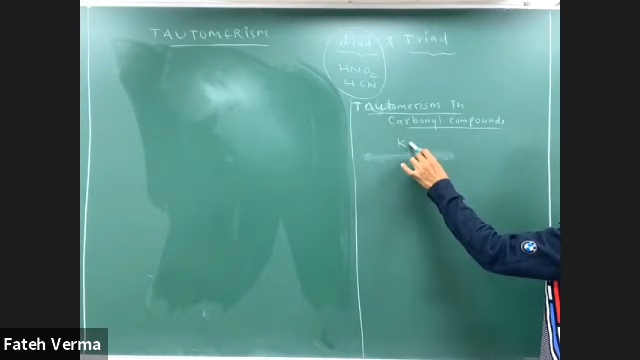 TAUTOMERISM
diad & Triad
HNO2
HCN
TAutomerism In
Carbonyl compounds
K
Fateh Verma